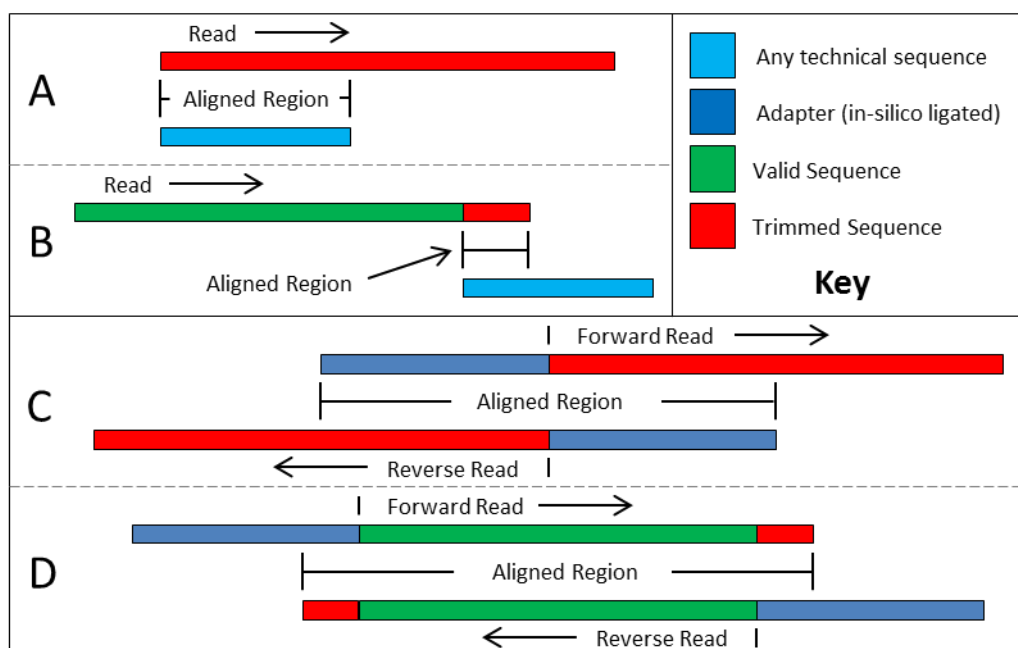 A
Read
Aligned Region
B
Read
Aligned Region
Any technical sequence
Adapter (in-silico ligated)
Valid Sequence
Trimmed Sequence
Key
C
Forward Read
Aligned Region
Reverse Read
D
Forward Read
Aligned Region
Reverse Read